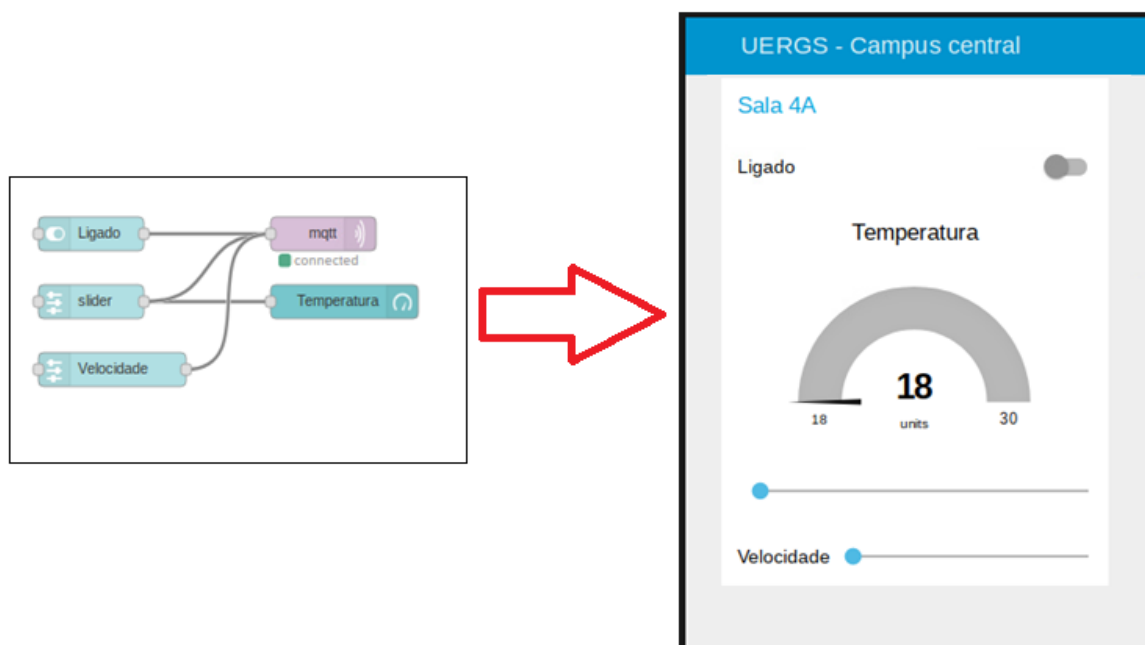 Ligado
mqtt
connected
slider
Temperatura
Velocidade
UERGS - Campus central
Sala 4A
Ligado
Temperatura
18
18
units
30
Velocidade